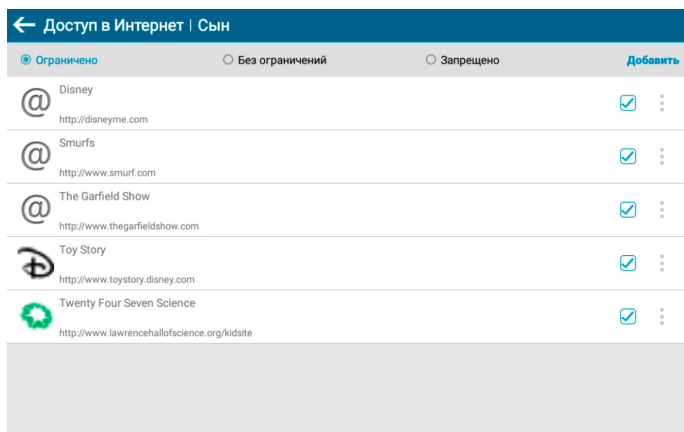 Доступ в Интернет | Сын
Ограничено Без ограничений Запрещено Добавить
Disney
http://disneyme.com
Smurfs
http://www.smurf.com
The Garfield Show
http://www.thegarfieldshow.com
Toy Story
http://www.toystory.disney.com
Twenty Four Seven Science
http://www.lawrencehallofscience.org/kidsite